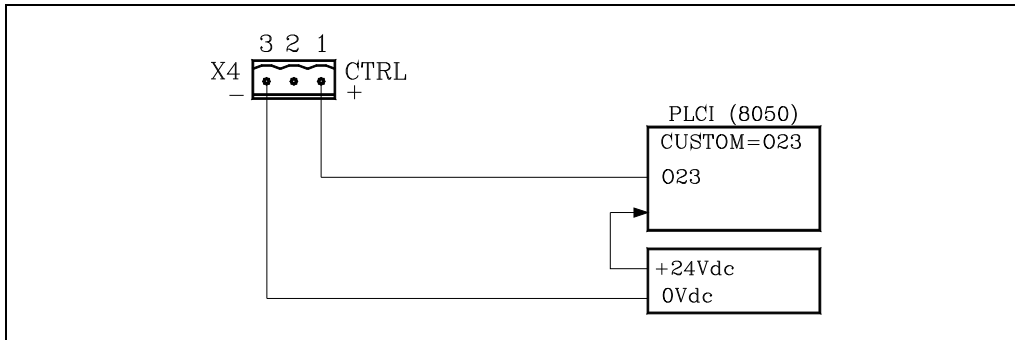 3 2 1
X4 CTRL
- +
PLCI (8050)
CUSTOM=O23
O23
+24Vdc
0Vdc